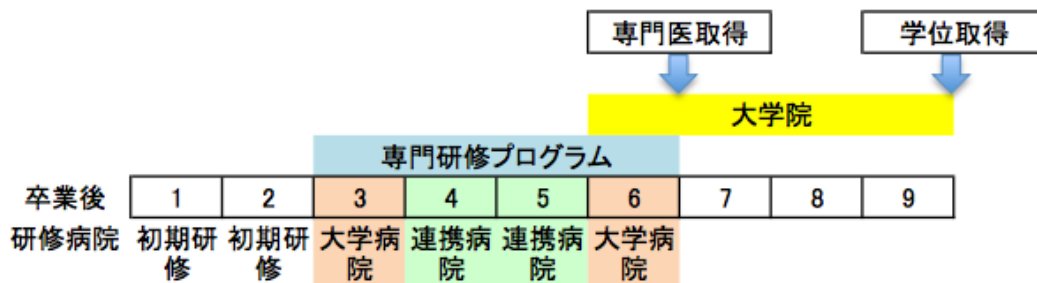 専門医取得 学位取得
大学院
専門研修プログラム
卒業後 1 2 3 4 5 6 7 8 9
研修病院 初期研修 初期研修 大学病院 連携病院 連携病院 大学病院